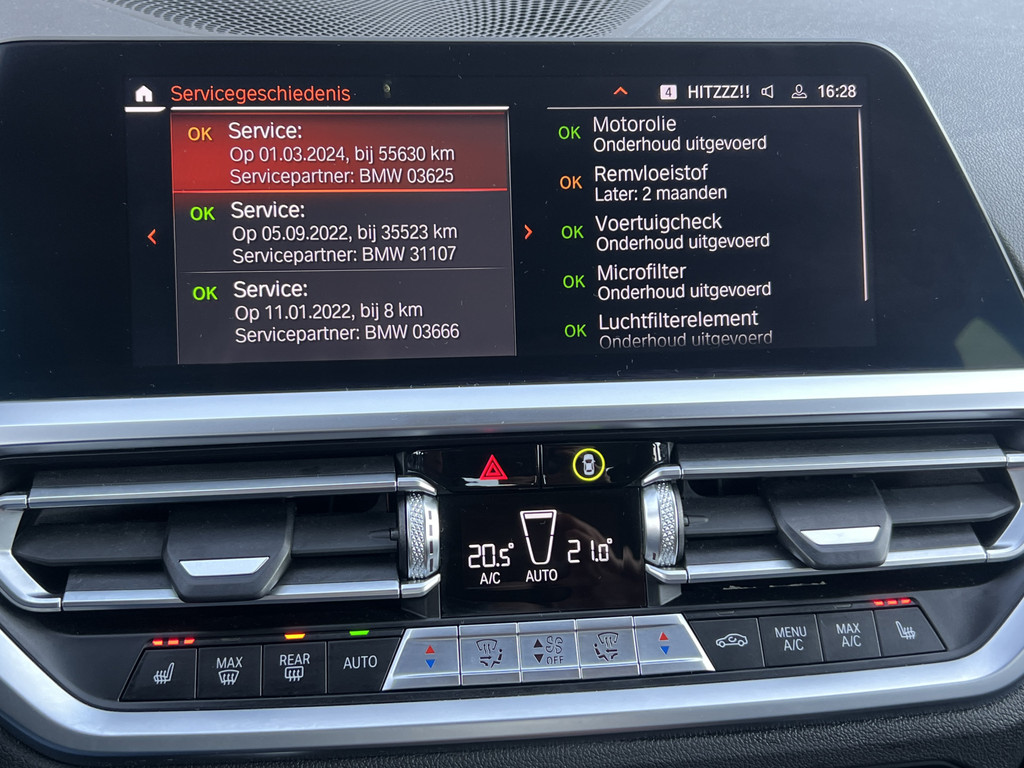 Servicegeschiedenis
4 HITZZZ!! 16:28
OK Service:
Op 01.03.2024, bij 55630 km
Servicepartner: BMW 03625
OK Service:
Op 05.09.2022, bij 35523 km
Servicepartner: BMW 31107
OK Service:
Op 11.01.2022, bij 8 km
Servicepartner: BMW 03666
OK Motorolie
Onderhoud uitgevoerd
OK Remvloeistof
Later: 2 maanden
OK Voertuigcheck
Onderhoud uitgevoerd
OK Microfilter
Onderhoud uitgevoerd
OK Luchtfilterelement
Onderhoud uitgevoerd
20.5° 21.0°
A/C AUTO
MAX
REAR
AUTO
OFF
MENU
A/C
MAX
A/C